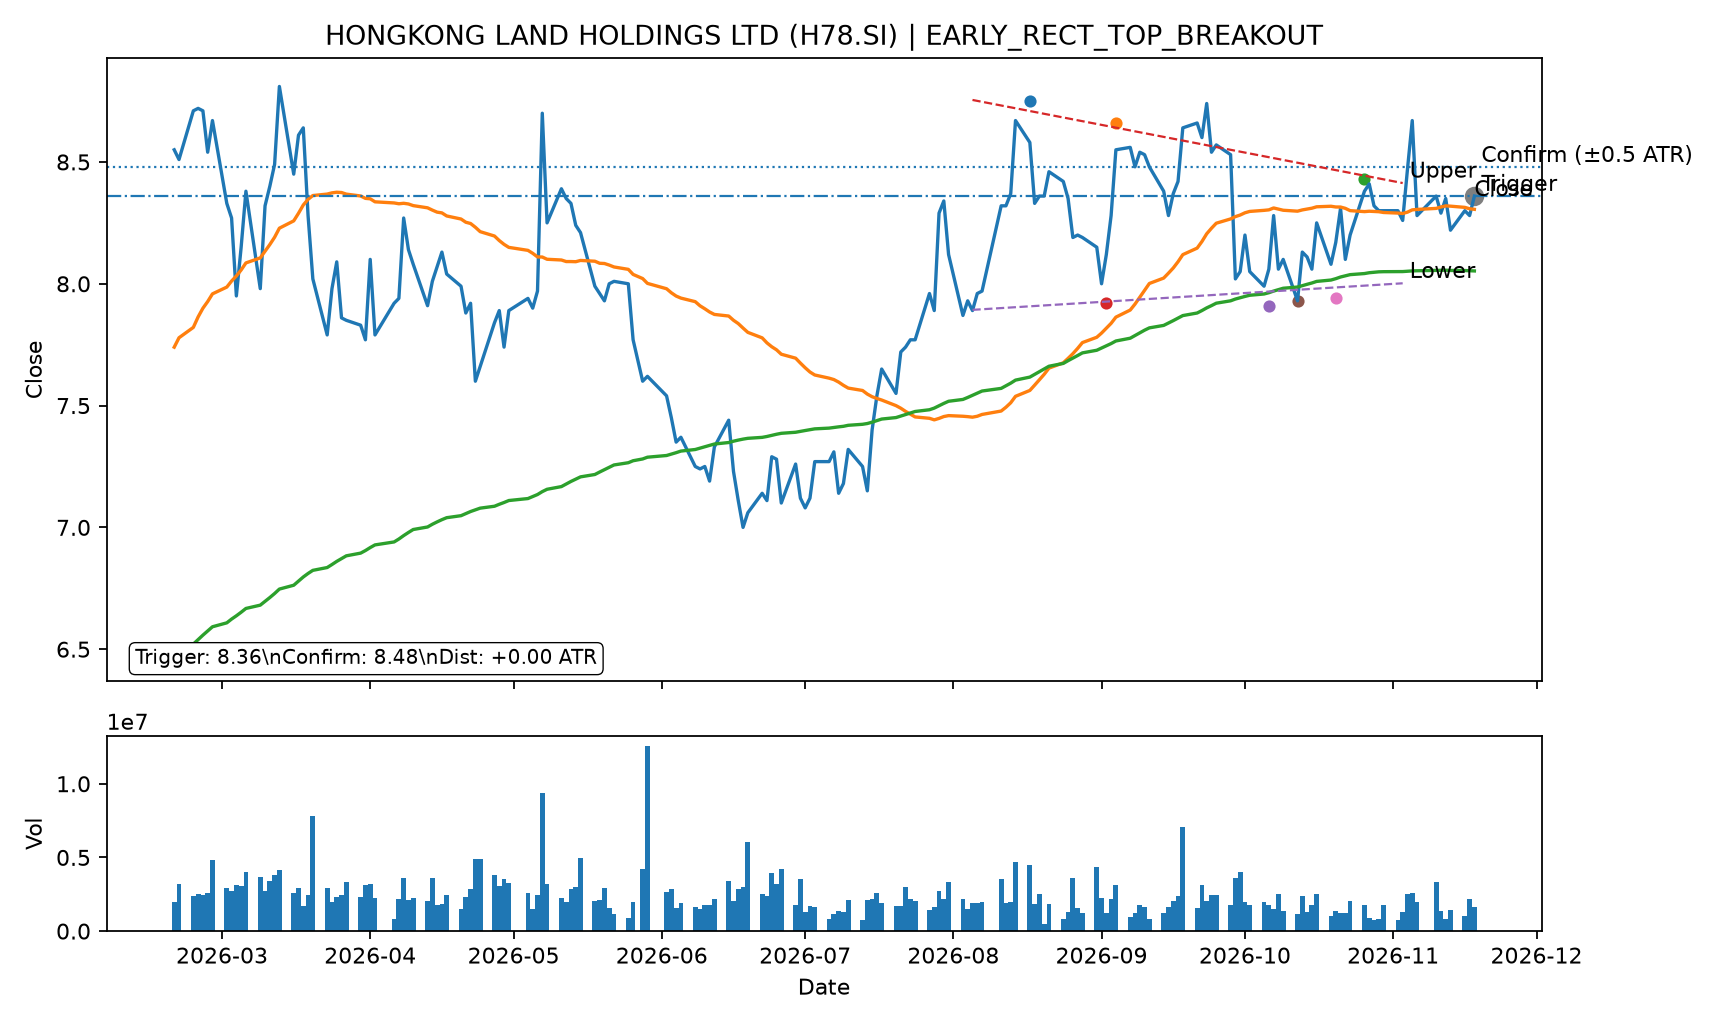 HONGKONG LAND HOLDINGS LTD (H78.SI) | EARLY_RECT_TOP_BREAKOUT
Close
8.5
8.0
7.5
7.0
6.5
Confirm (±0.5 ATR)
Upper
Trigger
Close
Lower
Trigger: 8.36\nConfirm: 8.48\nDist: +0.00 ATR
1e7
Vol
1.0
0.5
0.0
2026-03 2026-04 2026-05 2026-06 2026-07 2026-08 2026-09 2026-10 2026-11 2026-12
Date